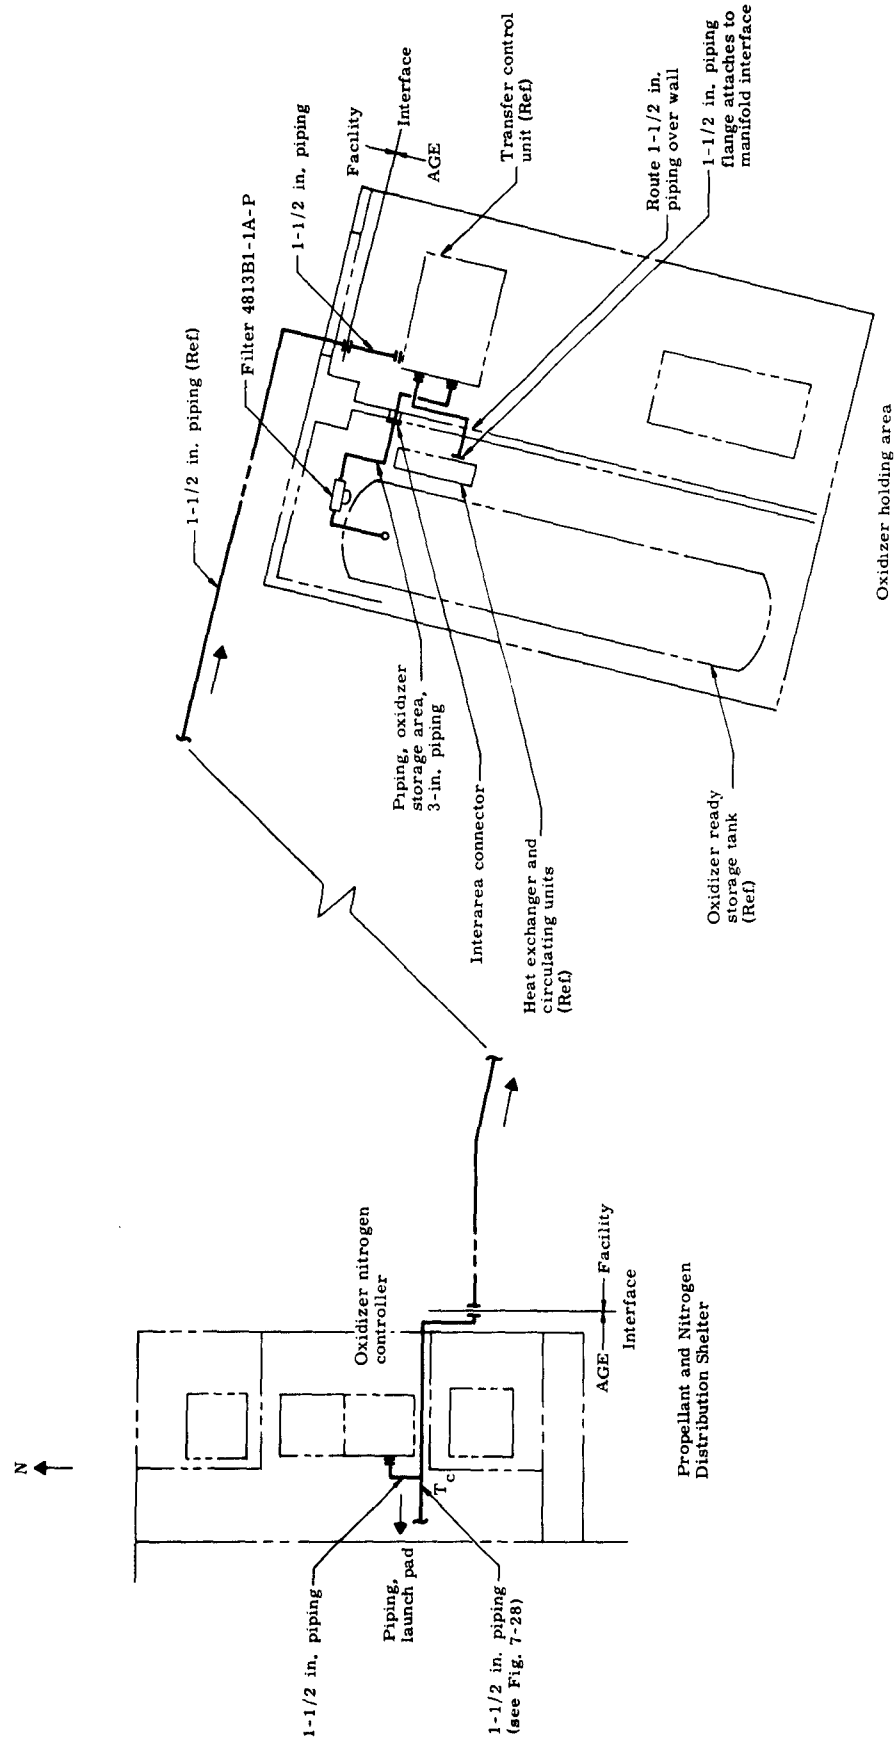 N
1-1/2 in. piping
Piping,
launch pad
1-1/2 in. piping
(see Fig. 7-28)
T
C
Oxidizer nitrogen
controller
AGE
Facility
Interface
Propellant and Nitrogen
Distribution Shelter
1-1/2 in. piping (Ref.)
Filter 4813B1-1A-P
1-1/2 in. piping
Facility
Interface
AGE
Transfer control
unit (Ref.)
Route 1-1/2 in.
piping over wall
1-1/2 in. piping
flange attaches to
manifold interface
Piping, oxidizer
storage area,
3-in. piping
Interarea connector
Heat exchanger and
circulating units
(Ref.)
Oxidizer ready
storage tank
(Ref.)
Oxidizer holding area